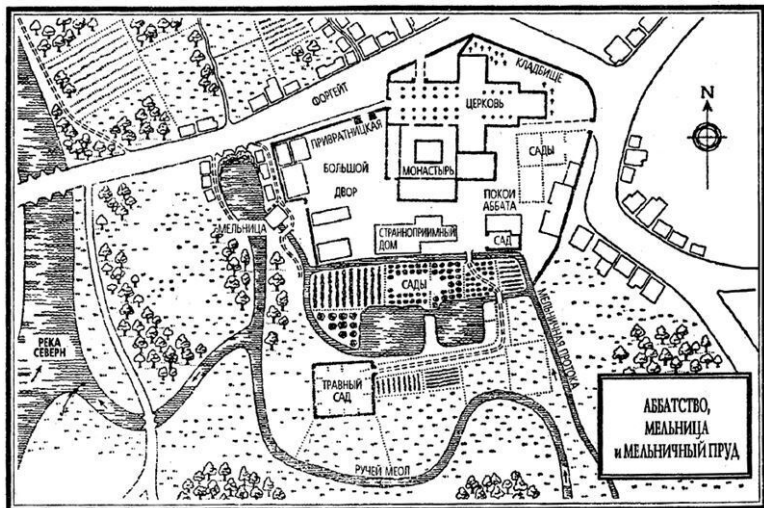 КЛАДБИЩЕ
ФОРГЕЙТ
ЦЕРКОВЬ
N
ПРИВРАТНИЦКАЯ
САДЫ
БОЛЬШОЙ
ДВОР
МОНАСТЫРЬ
ПОКОИ
АББАТА
МЕЛЬНИЦА
СТРАННОПРИИМНЫЙ
ДОМ
САД
САДЫ
МЕЛЬНИЧНАЯ ПРОТОКА
РЕКА
СЕВЕРН
ТРАВНЫЙ
САД
РУЧЕЙ МЕОЛ
АББАТСТВО,
МЕЛЬНИЦА
и МЕЛЬНИЧНЫЙ ПРУД